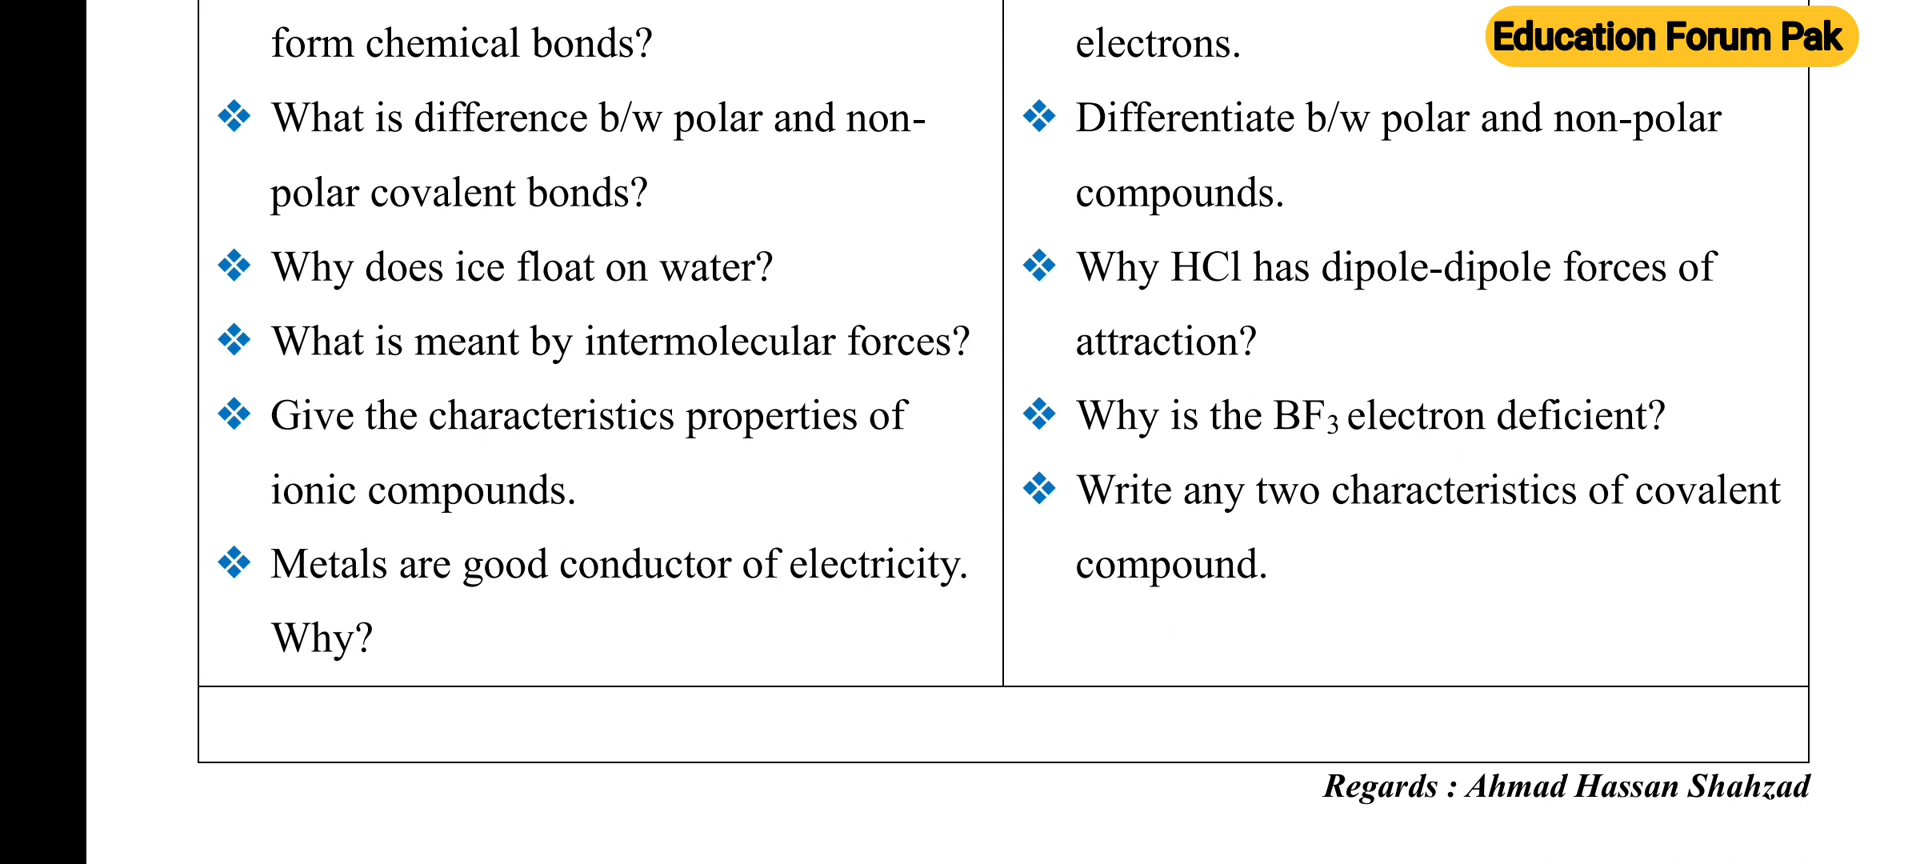 Education Forum Pak
form chemical bonds?
What is difference b/w polar and non-
polar covalent bonds?
Why does ice float on water?
What is meant by intermolecular forces?
Give the characteristics properties of
ionic compounds.
Metals are good conductor of electricity.
Why?
electrons.
Differentiate b/w polar and non-polar
compounds.
Why HCl has dipole-dipole forces of
attraction?
Why is the BF₃ electron deficient?
Write any two characteristics of covalent
compound.
Regards : Ahmad Hassan Shahzad